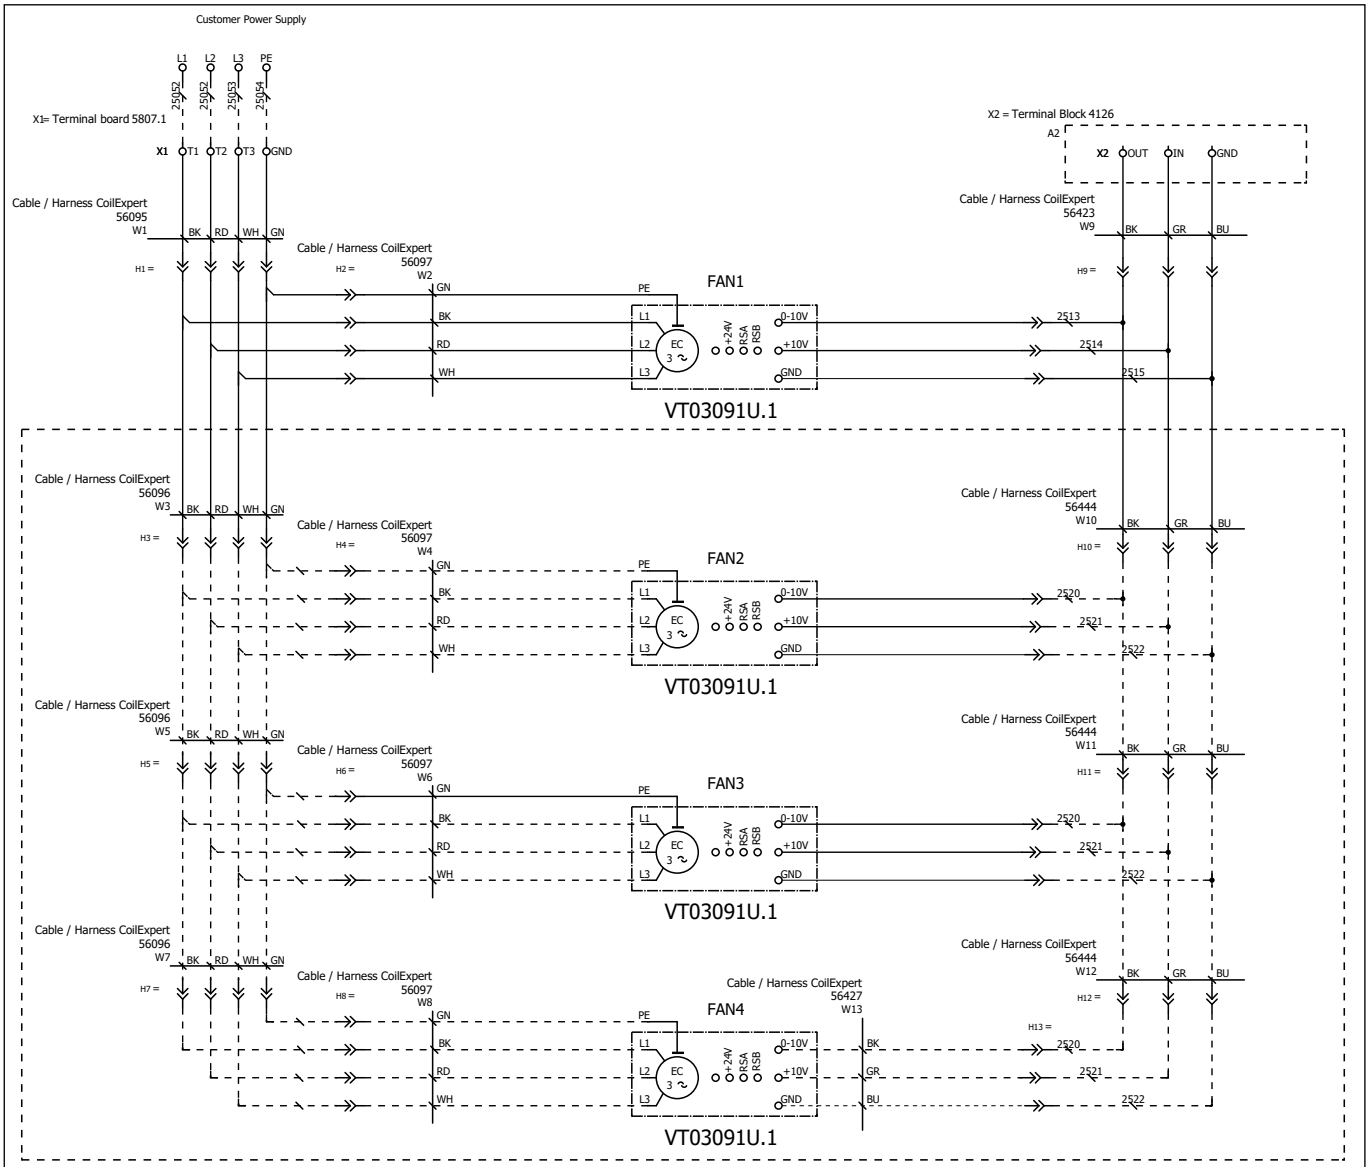 Customer Power Supply
L1 L2 L3 PE
25052 25052 25053 25054
X1= Terminal board 5807.1
X1 T1 T2 T3 GND
X2 = Terminal Block 4126
A2
X2 OUT IN GND
Cable / Harness CoilExpert
56095
W1
BK RD WH GN
H1 =
Cable / Harness CoilExpert
56097
W2
H2 =
GN
BK
RD
WH
FAN1
PE
L1
L2
L3
EC
3 ~
+24V
RSA
RSB
0-10V
+10V
GND
VT03091U.1
Cable / Harness CoilExpert
56423
W9
BK GR BU
H9 =
2513
2514
2515
Cable / Harness CoilExpert
56096
W3
BK RD WH GN
H3 =
Cable / Harness CoilExpert
56097
W4
H4 =
GN
BK
RD
WH
FAN2
PE
L1
L2
L3
EC
3 ~
+24V
RSA
RSB
0-10V
+10V
GND
VT03091U.1
Cable / Harness CoilExpert
56444
W10
BK GR BU
H10 =
2520
2521
2522
Cable / Harness CoilExpert
56096
W5
BK RD WH GN
H5 =
Cable / Harness CoilExpert
56097
W6
H6 =
GN
BK
RD
WH
FAN3
PE
L1
L2
L3
EC
3 ~
+24V
RSA
RSB
0-10V
+10V
GND
VT03091U.1
Cable / Harness CoilExpert
56444
W11
BK GR BU
H11 =
2520
2521
2522
Cable / Harness CoilExpert
56096
W7
BK RD WH GN
H7 =
Cable / Harness CoilExpert
56097
W8
H8 =
GN
BK
RD
WH
FAN4
PE
L1
L2
L3
EC
3 ~
+24V
RSA
RSB
0-10V
+10V
GND
VT03091U.1
Cable / Harness CoilExpert
56427
W13
BK
GR
BU
H13 =
Cable / Harness CoilExpert
56444
W12
BK GR BU
H12 =
2520
2521
2522